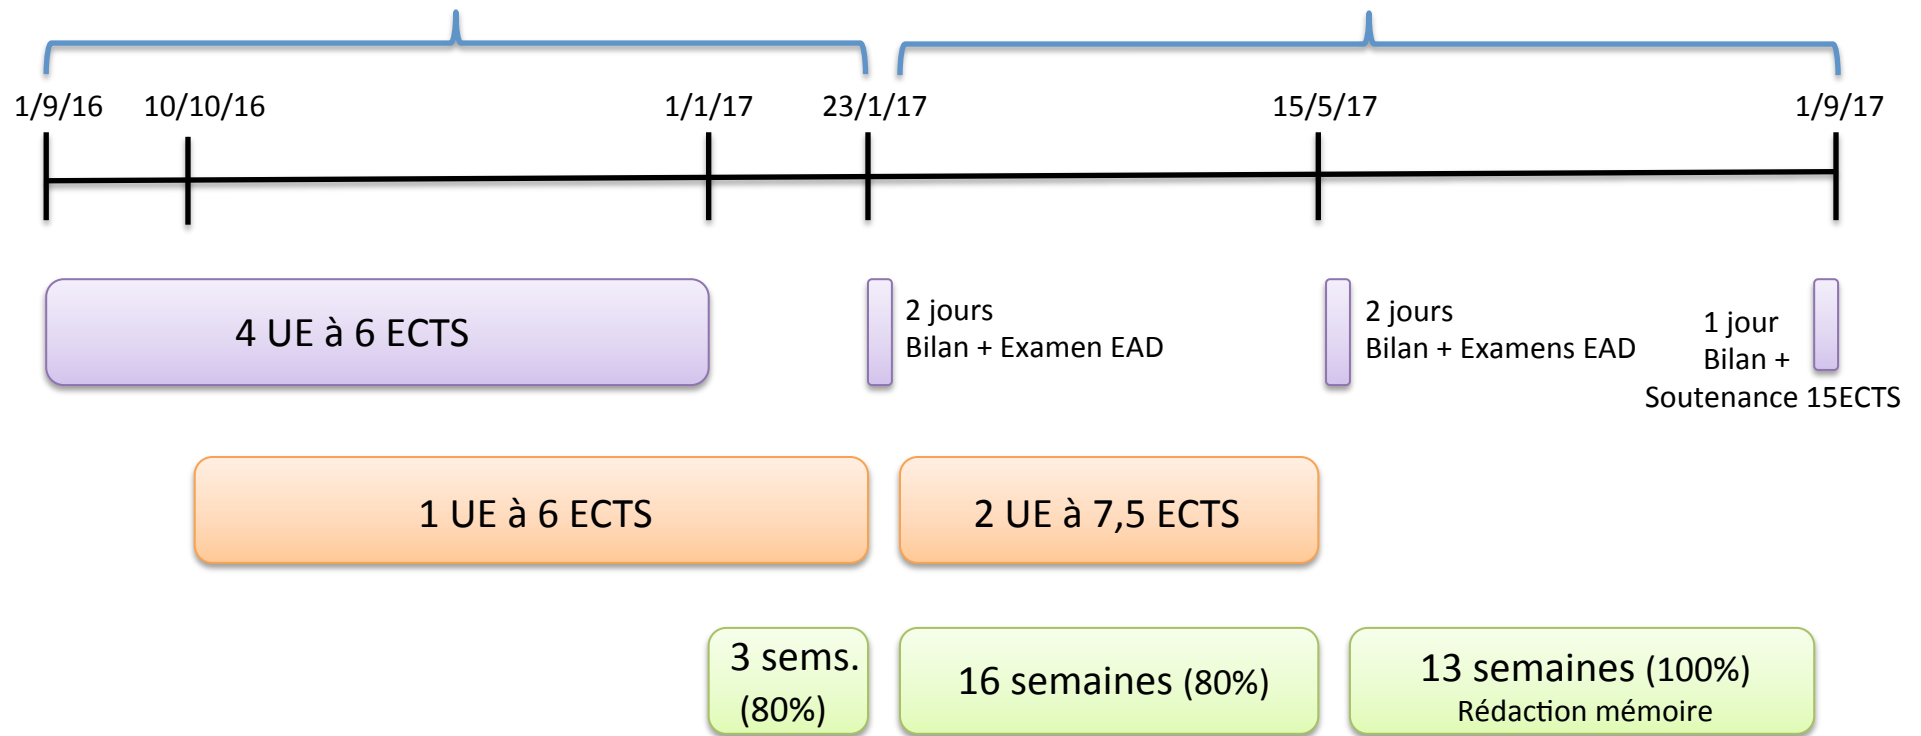 1/9/16 10/10/16 1/1/17 23/1/17 15/5/17 1/9/17
4 UE à 6 ECTS
2 jours
Bilan + Examen EAD
2 jours
Bilan + Examens EAD
1 jour
Bilan +
Soutenance 15ECTS
1 UE à 6 ECTS
2 UE à 7,5 ECTS
3 sems.
(80%)
16 semaines (80%)
13 semaines (100%)
Rédaction mémoire